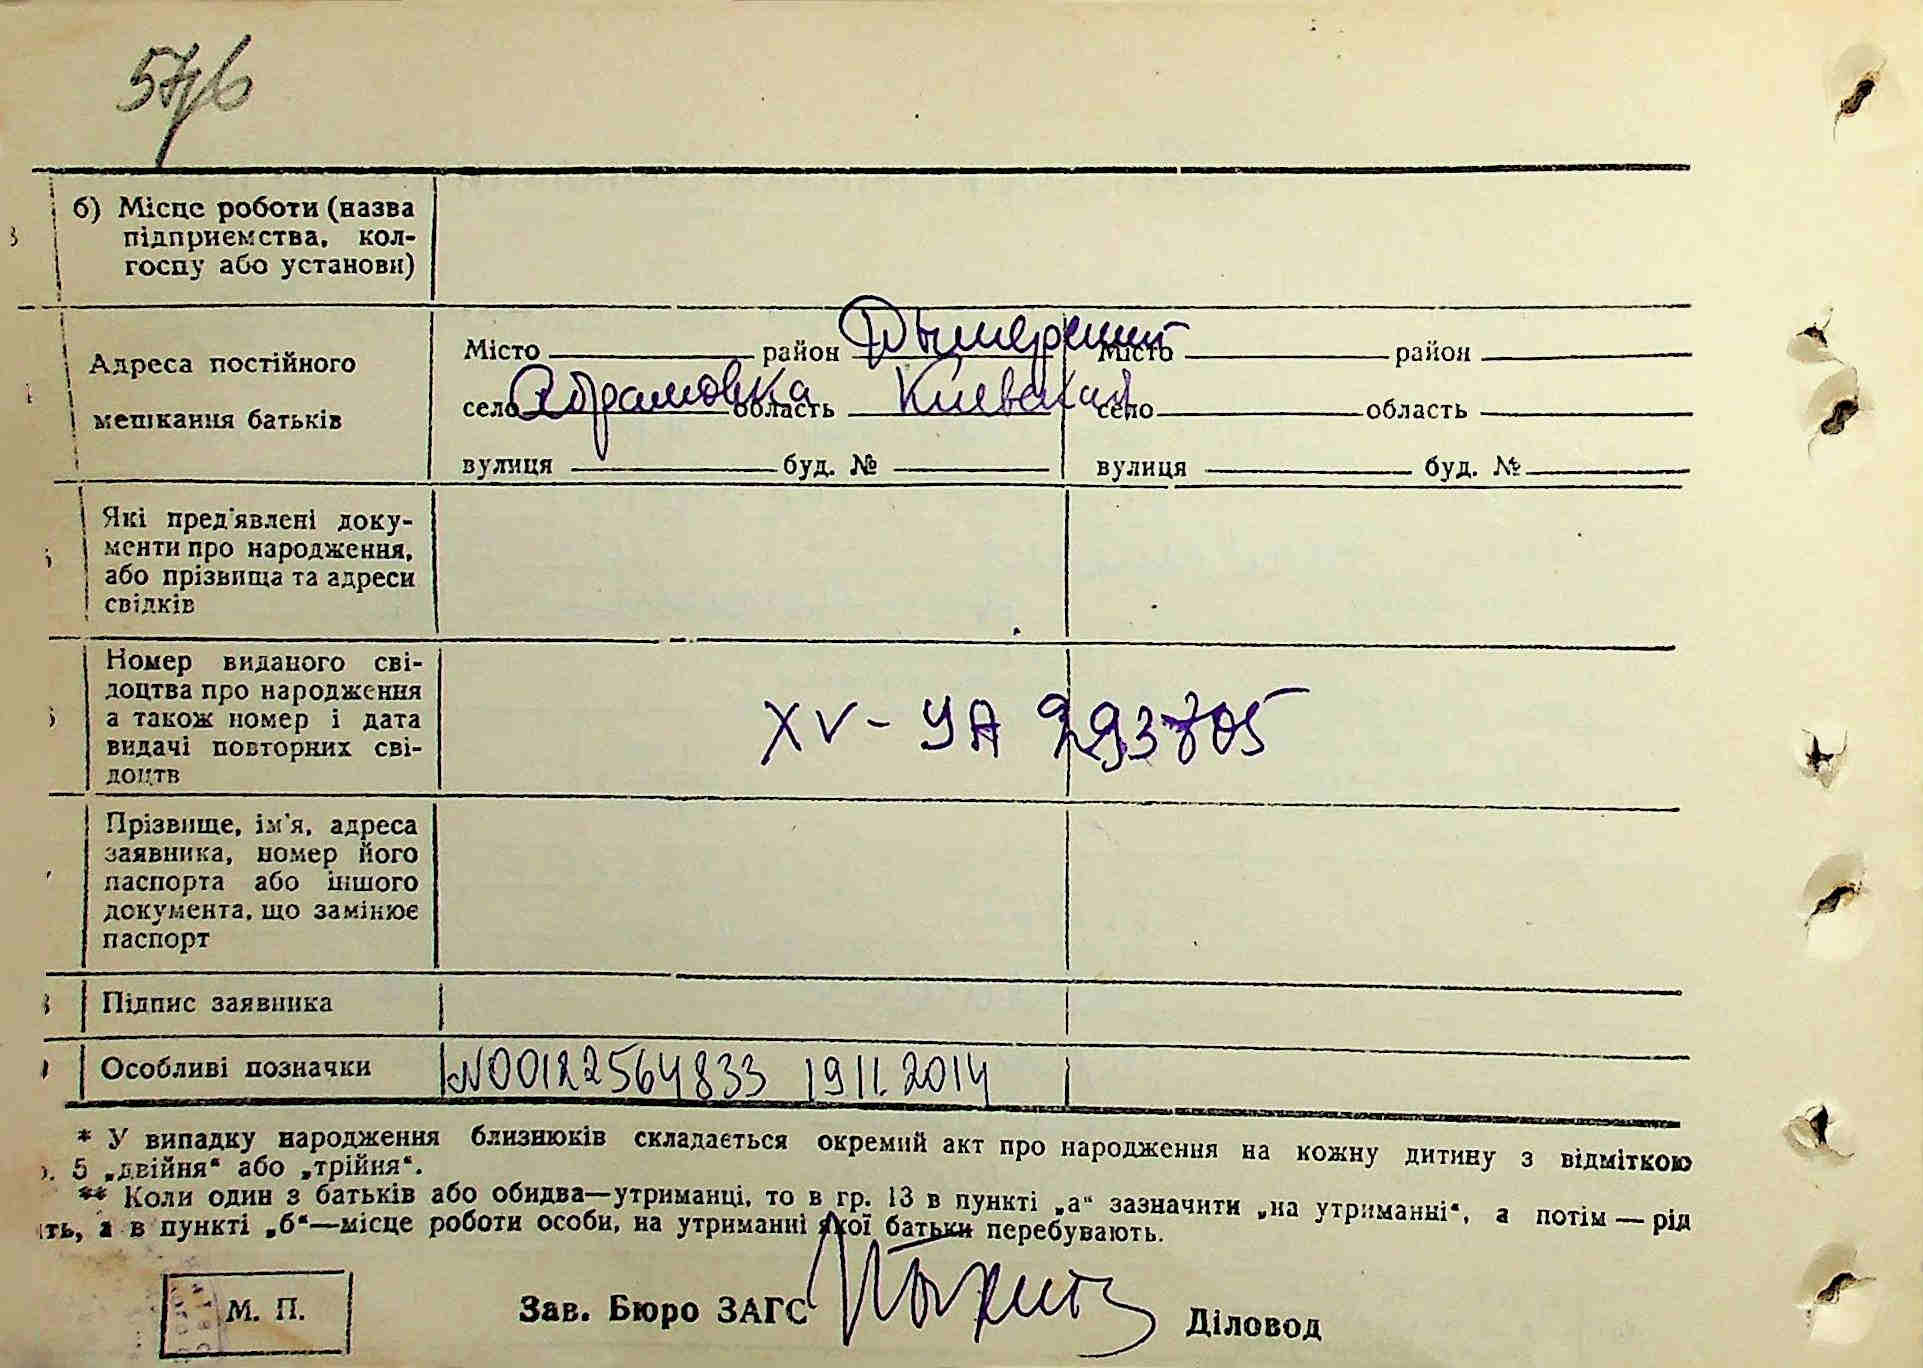 57/6
б) Місце роботи (назва
підприємства, кол-
госпу або установи)
Адреса постійного
мешкання батьків
Місто район Дымерский Місто район
село Абрамовка область Киевская село область
вулиця буд. № вулиця буд. №
Які пред'явлені доку-
менти про народження,
або прізвища та адреси
свідків
Номер виданого сві-
доцтва про народження
а також номер і дата
видачі повторних сві-
доцтв
XV - УА 293705
Прізвище, ім'я, адреса
заявника, номер його
паспорта або іншого
документа, що замінює
паспорт
Підпис заявника
Особливі позначки
N00122564833 19.11.2014
* У випадку народження близнюків складається окремий акт про народження на кожну дитину з відміткою
5 „двійня“ або „трійня“.
** Коли один з батьків або обидва—утриманці, то в гр. 13 в пункті „а“ зазначити „на утриманні“, а потім — рід
а в пункті „б“—місце роботи особи, на утриманні якої батьки перебувають.
М. П.
Зав. Бюро ЗАГС
Діловод